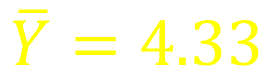 Ȳ = 4.33